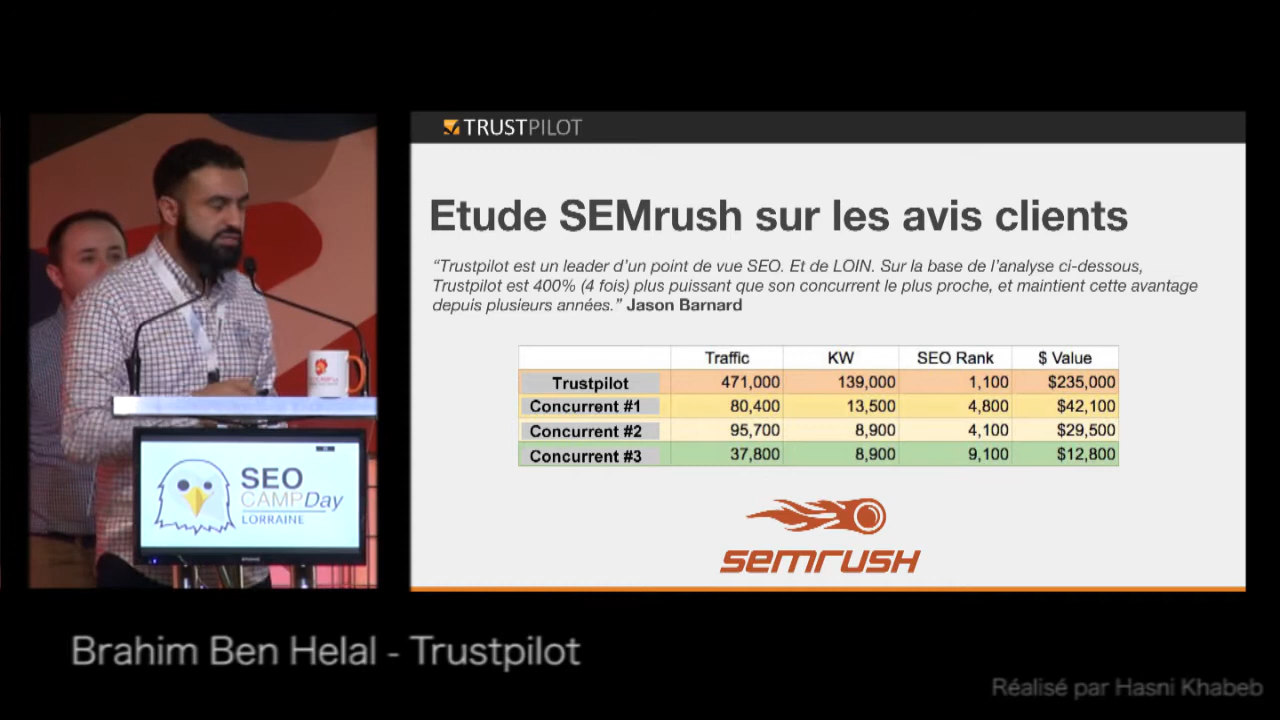 TRUSTPILOT
Etude SEMrush sur les avis clients
“Trustpilot est un leader d’un point de vue SEO. Et de LOIN. Sur la base de l’analyse ci-dessous,
Trustpilot est 400% (4 fois) plus puissant que son concurrent le plus proche, et maintient cette avantage
depuis plusieurs années.” Jason Barnard
Traffic KW SEO Rank $ Value
Trustpilot 471,000 139,000 1,100 $235,000
Concurrent #1 80,400 13,500 4,800 $42,100
Concurrent #2 95,700 8,900 4,100 $29,500
Concurrent #3 37,800 8,900 9,100 $12,800
semrush
SEO
CAMPDay
LORRAINE
Brahim Ben Helal - Trustpilot
Réalisé par Hasni Khabeb